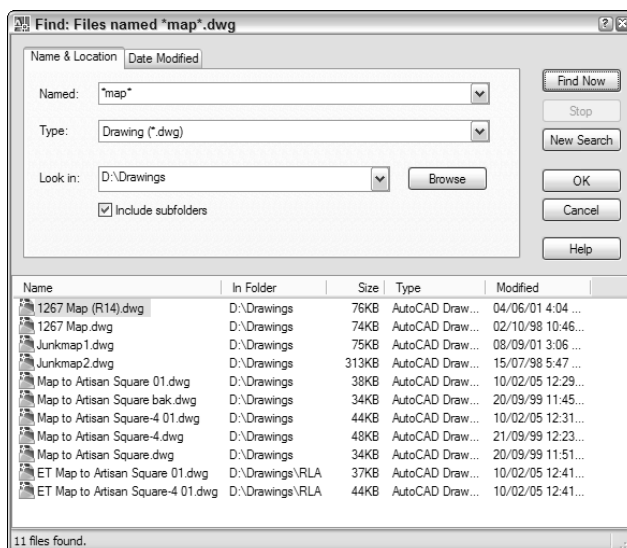 Find: Files named *map*.dwg
Name & Location Date Modified
Named: *map*
Type: Drawing (*.dwg)
Look in: D:\Drawings Browse
Include subfolders
Find Now
Stop
New Search
OK
Cancel
Help
Name In Folder Size Type Modified
1267 Map (R14).dwg D:\Drawings 76KB AutoCAD Draw... 04/06/01 4:04 ...
1267 Map.dwg D:\Drawings 74KB AutoCAD Draw... 02/10/98 10:46...
Junkmap1.dwg D:\Drawings 75KB AutoCAD Draw... 08/09/01 3:06 ...
Junkmap2.dwg D:\Drawings 313KB AutoCAD Draw... 15/07/98 5:47 ...
Map to Artisan Square 01.dwg D:\Drawings 38KB AutoCAD Draw... 10/02/05 12:29...
Map to Artisan Square bak.dwg D:\Drawings 34KB AutoCAD Draw... 20/09/99 11:45...
Map to Artisan Square-4 01.dwg D:\Drawings 44KB AutoCAD Draw... 10/02/05 12:31...
Map to Artisan Square-4.dwg D:\Drawings 48KB AutoCAD Draw... 21/09/99 12:23...
Map to Artisan Square.dwg D:\Drawings 34KB AutoCAD Draw... 20/09/99 11:51...
ET Map to Artisan Square 01.dwg D:\Drawings\RLA 37KB AutoCAD Draw... 10/02/05 12:41...
ET Map to Artisan Square-4 01.dwg D:\Drawings\RLA 44KB AutoCAD Draw... 10/02/05 12:41...
11 files found.